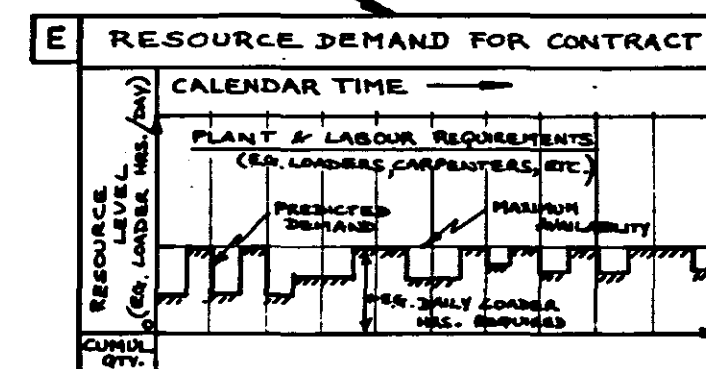 E RESOURCE DEMAND FOR CONTRACT
CALENDAR TIME
RESOURCE LEVEL
(EG. LOADER HRS./DAY)
0
PLANT & LABOUR REQUIREMENTS
(EG. LOADERS, CARPENTERS, ETC.)
PREDICTED
DEMAND
MAXIMUM
AVAILABILITY
EG. DAILY LOADER
HRS. REQUIRED
CUMUL
QTY.